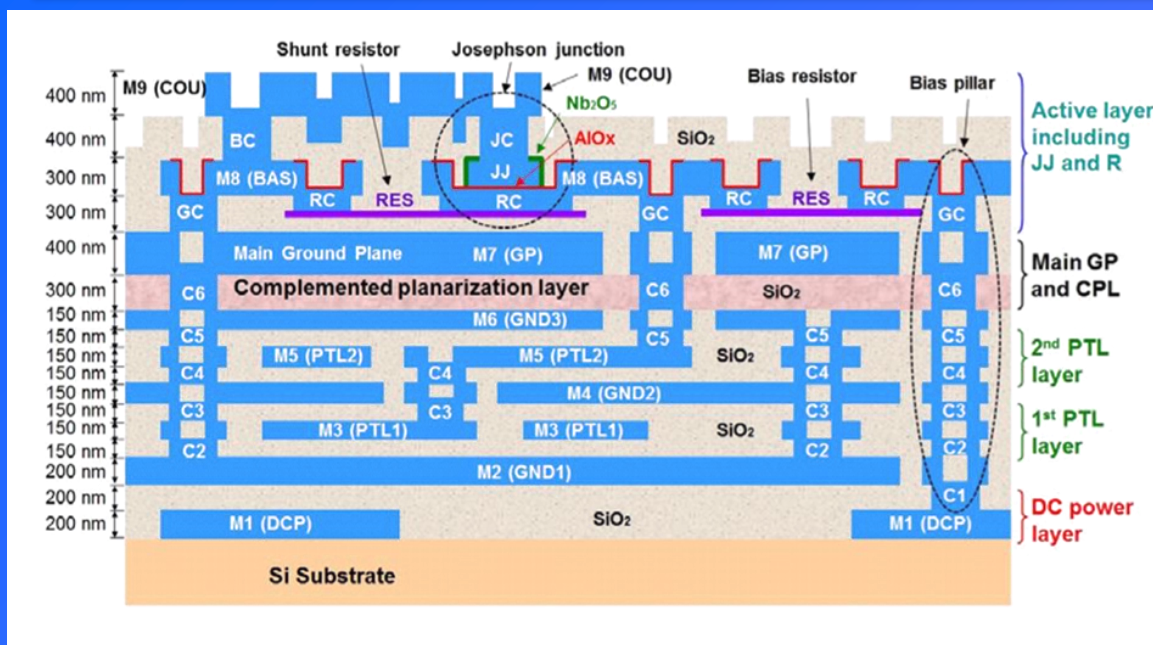 Shunt resistor
Josephson junction
M9 (COU)
M9 (COU)
Bias resistor
Bias pillar
Nb₂O₅
AlOx
400 nm
400 nm
300 nm
300 nm
400 nm
300 nm
150 nm
150 nm
150 nm
150 nm
150 nm
150 nm
150 nm
150 nm
200 nm
200 nm
200 nm
BC
JC
SiO₂
JJ
M8 (BAS)
M8 (BAS)
RC
RES
RC
RC
RES
RC
GC
GC
GC
Main Ground Plane
M7 (GP)
M7 (GP)
C6
Complemented planarization layer
C6
SiO₂
C6
M6 (GND3)
C5
C5
C5
C5
M5 (PTL2)
M5 (PTL2)
SiO₂
C4
C4
C4
C4
M4 (GND2)
C3
C3
C3
C3
M3 (PTL1)
M3 (PTL1)
SiO₂
C2
C2
C2
M2 (GND1)
C1
M1 (DCP)
SiO₂
M1 (DCP)
Si Substrate
Active layer
including
JJ and R
Main GP
and CPL
2nd PTL
layer
1st PTL
layer
DC power
layer